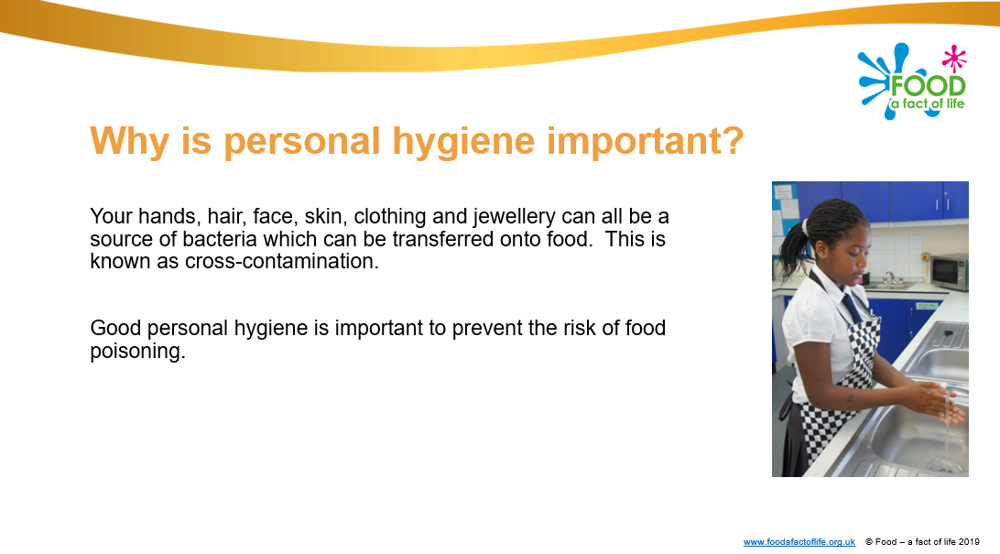 FOOD
a fact of life
Why is personal hygiene important?
Your hands, hair, face, skin, clothing and jewellery can all be a
source of bacteria which can be transferred onto food.  This is
known as cross-contamination.
Good personal hygiene is important to prevent the risk of food
poisoning.
www.foodafactoflife.org.uk © Food – a fact of life 2019